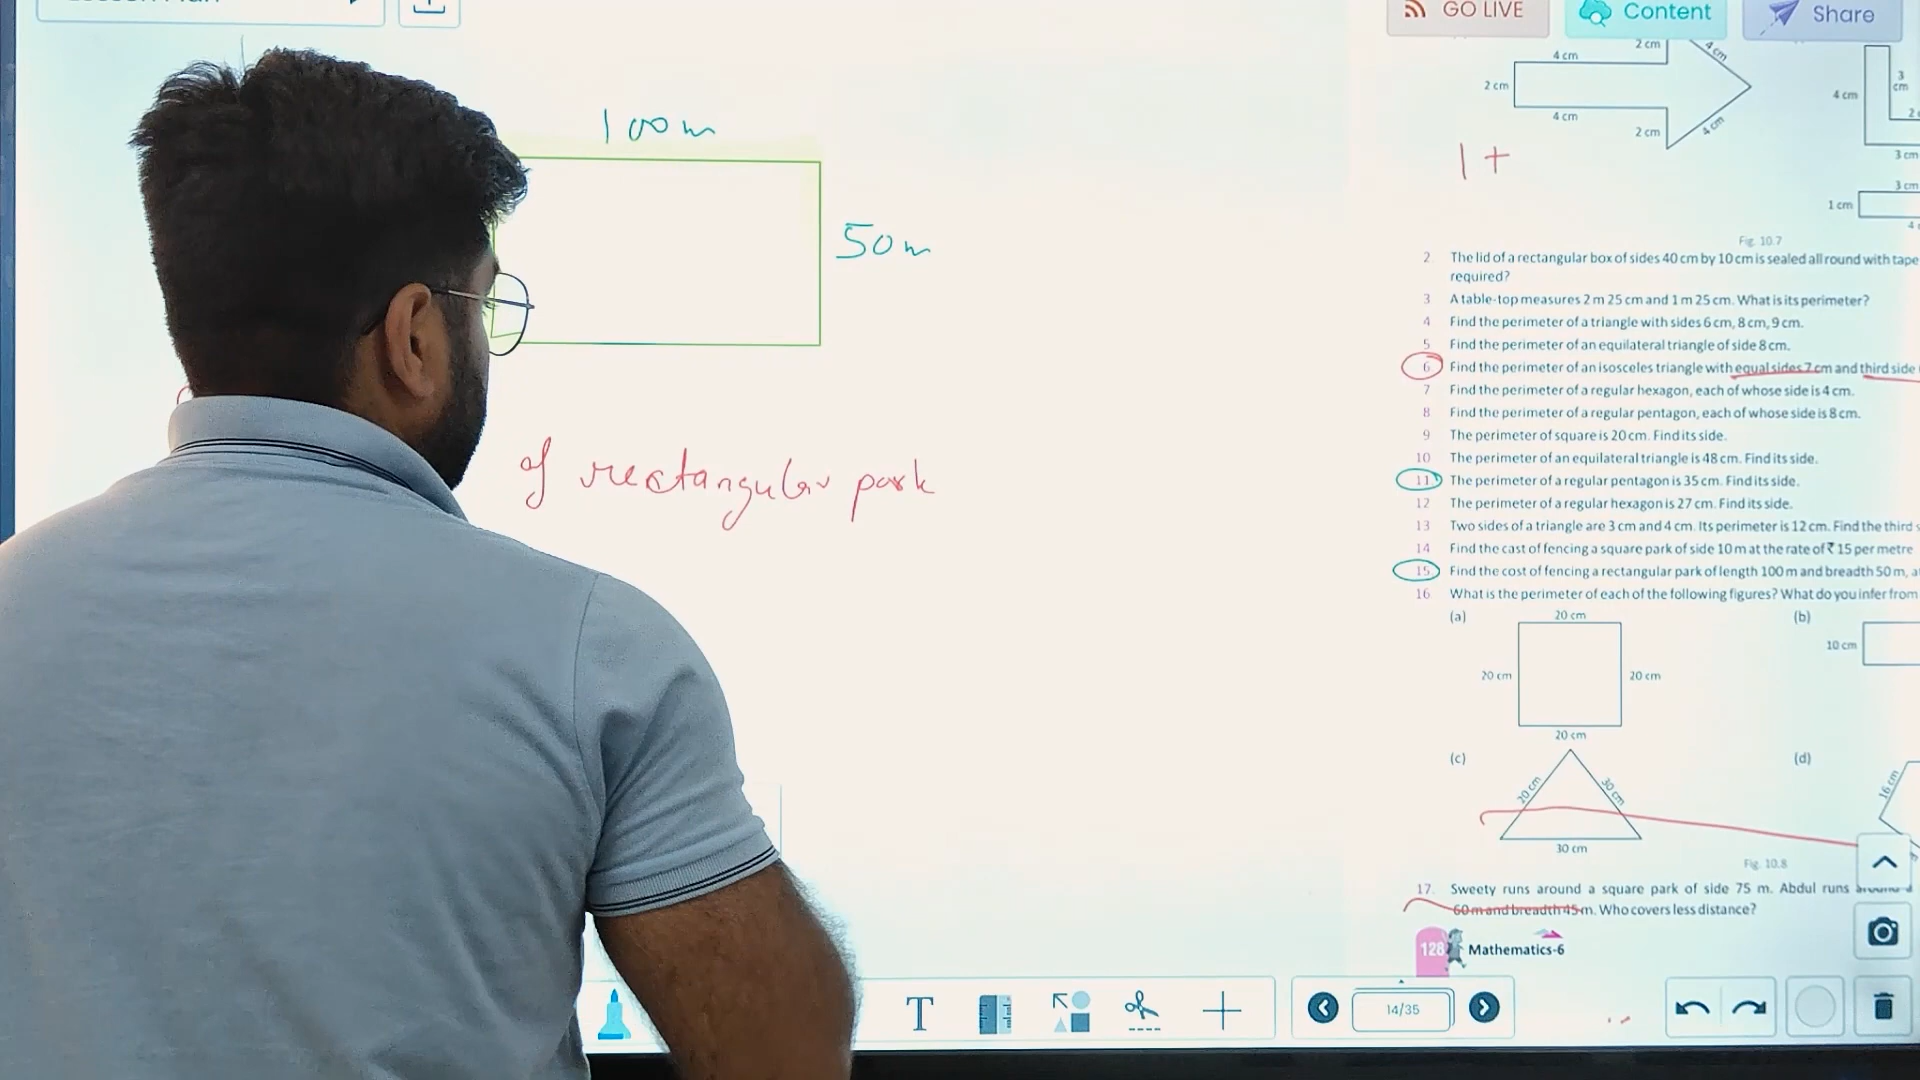 GO LIVE
Content
Share
100m
50m
of rectangular park
1+
4 cm
2 cm
4 cm
2 cm
4 cm
2 cm
4 cm
4 cm
3 cm
3 cm
3 cm
1 cm
Fig. 10.7
2. The lid of a rectangular box of sides 40 cm by 10 cm is sealed all round with tape
required?
3 A table-top measures 2 m 25 cm and 1 m 25 cm. What is its perimeter?
4 Find the perimeter of a triangle with sides 6 cm, 8 cm, 9 cm.
5 Find the perimeter of an equilateral triangle of side 8 cm.
6 Find the perimeter of an isosceles triangle with equal sides 7 cm and third side
7 Find the perimeter of a regular hexagon, each of whose side is 4 cm.
8 Find the perimeter of a regular pentagon, each of whose side is 8 cm.
9 The perimeter of square is 20 cm. Find its side.
10 The perimeter of an equilateral triangle is 48 cm. Find its side.
11 The perimeter of a regular pentagon is 35 cm. Find its side.
12 The perimeter of a regular hexagon is 27 cm. Find its side.
13 Two sides of a triangle are 3 cm and 4 cm. Its perimeter is 12 cm. Find the third
14 Find the cast of fencing a square park of side 10 m at the rate of ₹ 15 per metre
15 Find the cost of fencing a rectangular park of length 100 m and breadth 50 m,
16 What is the perimeter of each of the following figures? What do you infer from
(a)
20 cm
20 cm
20 cm
20 cm
(b)
10 cm
(c)
20 cm
30 cm
30 cm
(d)
16 cm
Fig. 10.8
17. Sweety runs around a square park of side 75 m. Abdul runs around a
60 m and breadth 45 m. Who covers less distance?
128 Mathematics-6
T
14/35